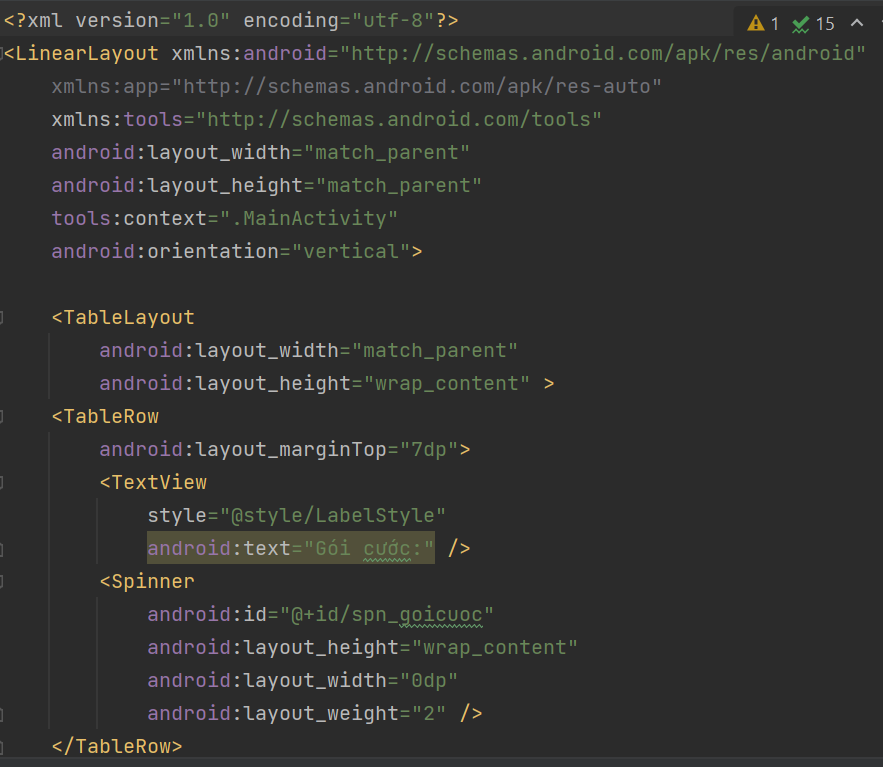 <?xml version="1.0" encoding="utf-8"?>
1 15
<LinearLayout xmlns:android="http://schemas.android.com/apk/res/android"
xmlns:app="http://schemas.android.com/apk/res-auto"
xmlns:tools="http://schemas.android.com/tools"
android:layout_width="match_parent"
android:layout_height="match_parent"
tools:context=".MainActivity"
android:orientation="vertical">
<TableLayout
android:layout_width="match_parent"
android:layout_height="wrap_content" >
<TableRow
android:layout_marginTop="7dp">
<TextView
style="@style/LabelStyle"
android:text="Gói cước:" />
<Spinner
android:id="@+id/spn_goicuoc"
android:layout_height="wrap_content"
android:layout_width="0dp"
android:layout_weight="2" />
</TableRow>